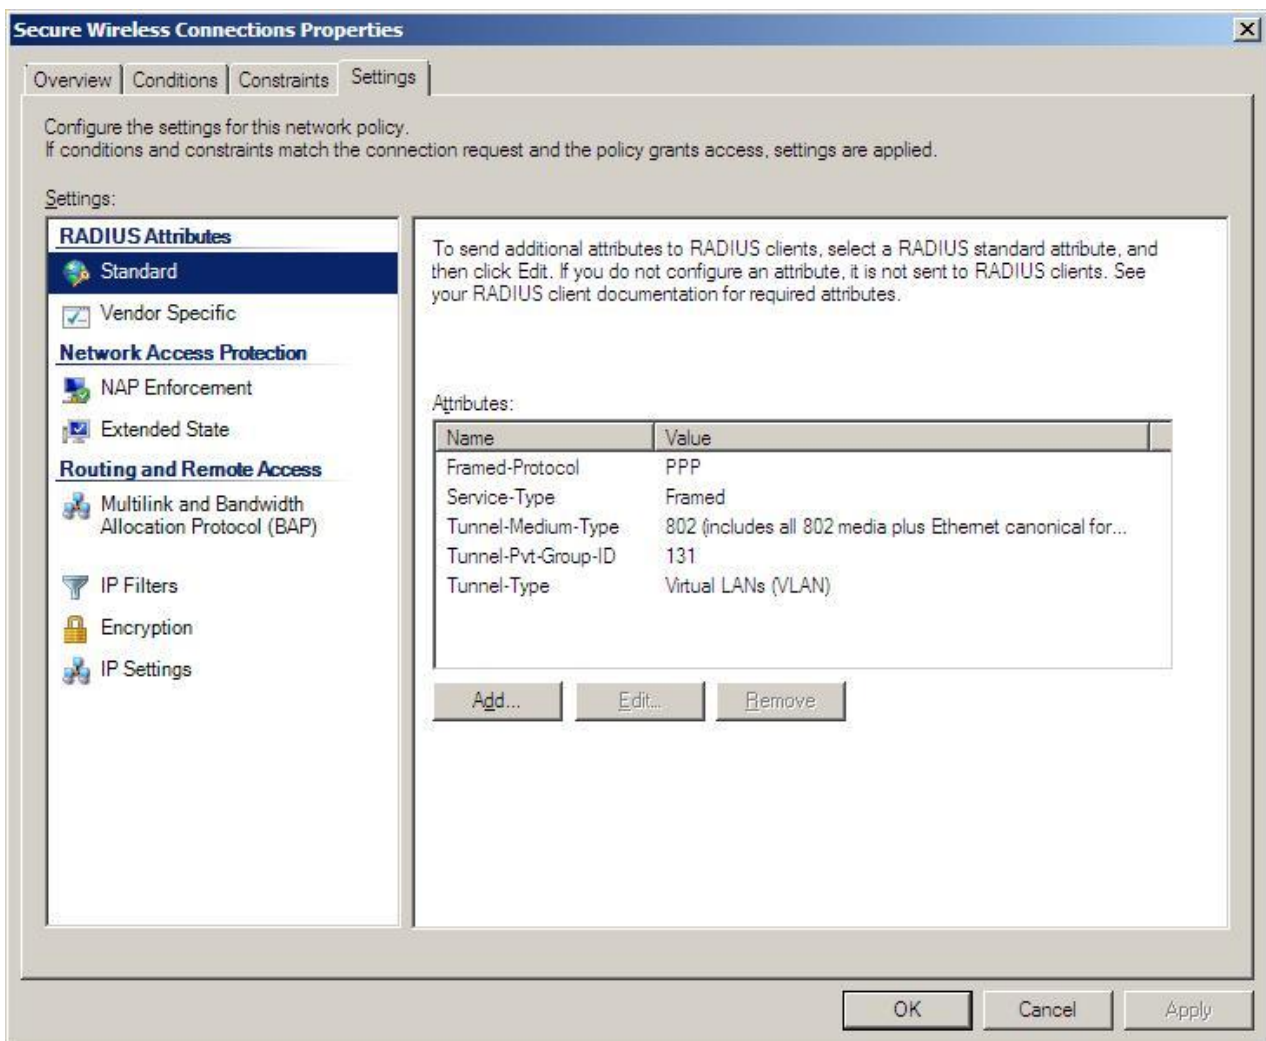 Secure Wireless Connections Properties
Overview Conditions Constraints Settings
Configure the settings for this network policy.
If conditions and constraints match the connection request and the policy grants access, settings are applied.
Settings:
RADIUS Attributes
Standard
Vendor Specific
Network Access Protection
NAP Enforcement
Extended State
Routing and Remote Access
Multilink and Bandwidth
Allocation Protocol (BAP)
IP Filters
Encryption
IP Settings
To send additional attributes to RADIUS clients, select a RADIUS standard attribute, and
then click Edit. If you do not configure an attribute, it is not sent to RADIUS clients. See
your RADIUS client documentation for required attributes.
Attributes:
Name Value
Framed-Protocol PPP
Service-Type Framed
Tunnel-Medium-Type 802 (includes all 802 media plus Ethernet canonical for...
Tunnel-Pvt-Group-ID 131
Tunnel-Type Virtual LANs (VLAN)
Add... Edit... Remove
OK Cancel Apply